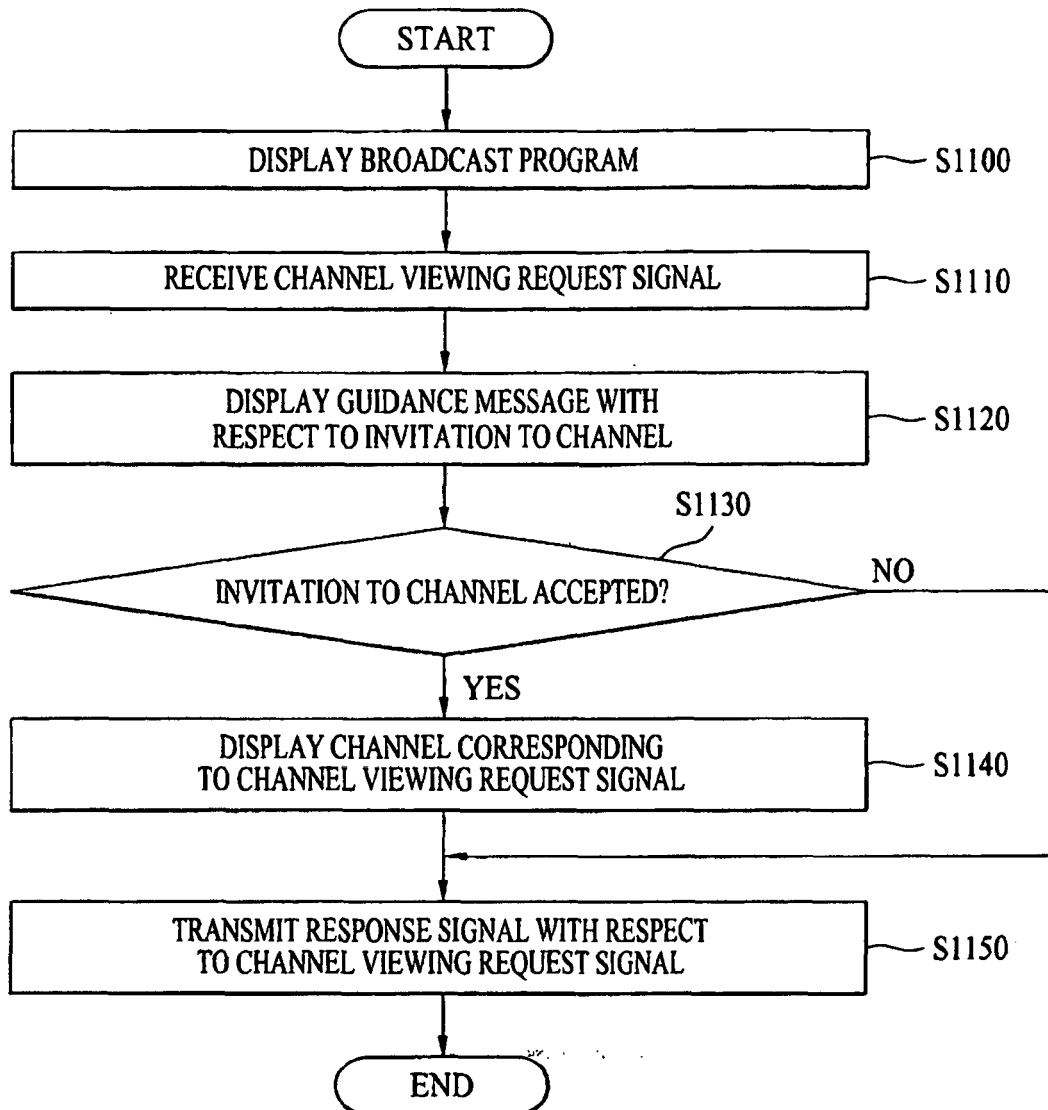 START
DISPLAY BROADCAST PROGRAM
S1100
RECEIVE CHANNEL VIEWING REQUEST SIGNAL
S1110
DISPLAY GUIDANCE MESSAGE WITH
RESPECT TO INVITATION TO CHANNEL
S1120
S1130
INVITATION TO CHANNEL ACCEPTED?
NO
YES
DISPLAY CHANNEL CORRESPONDING
TO CHANNEL VIEWING REQUEST SIGNAL
S1140
TRANSMIT RESPONSE SIGNAL WITH RESPECT
TO CHANNEL VIEWING REQUEST SIGNAL
S1150
END